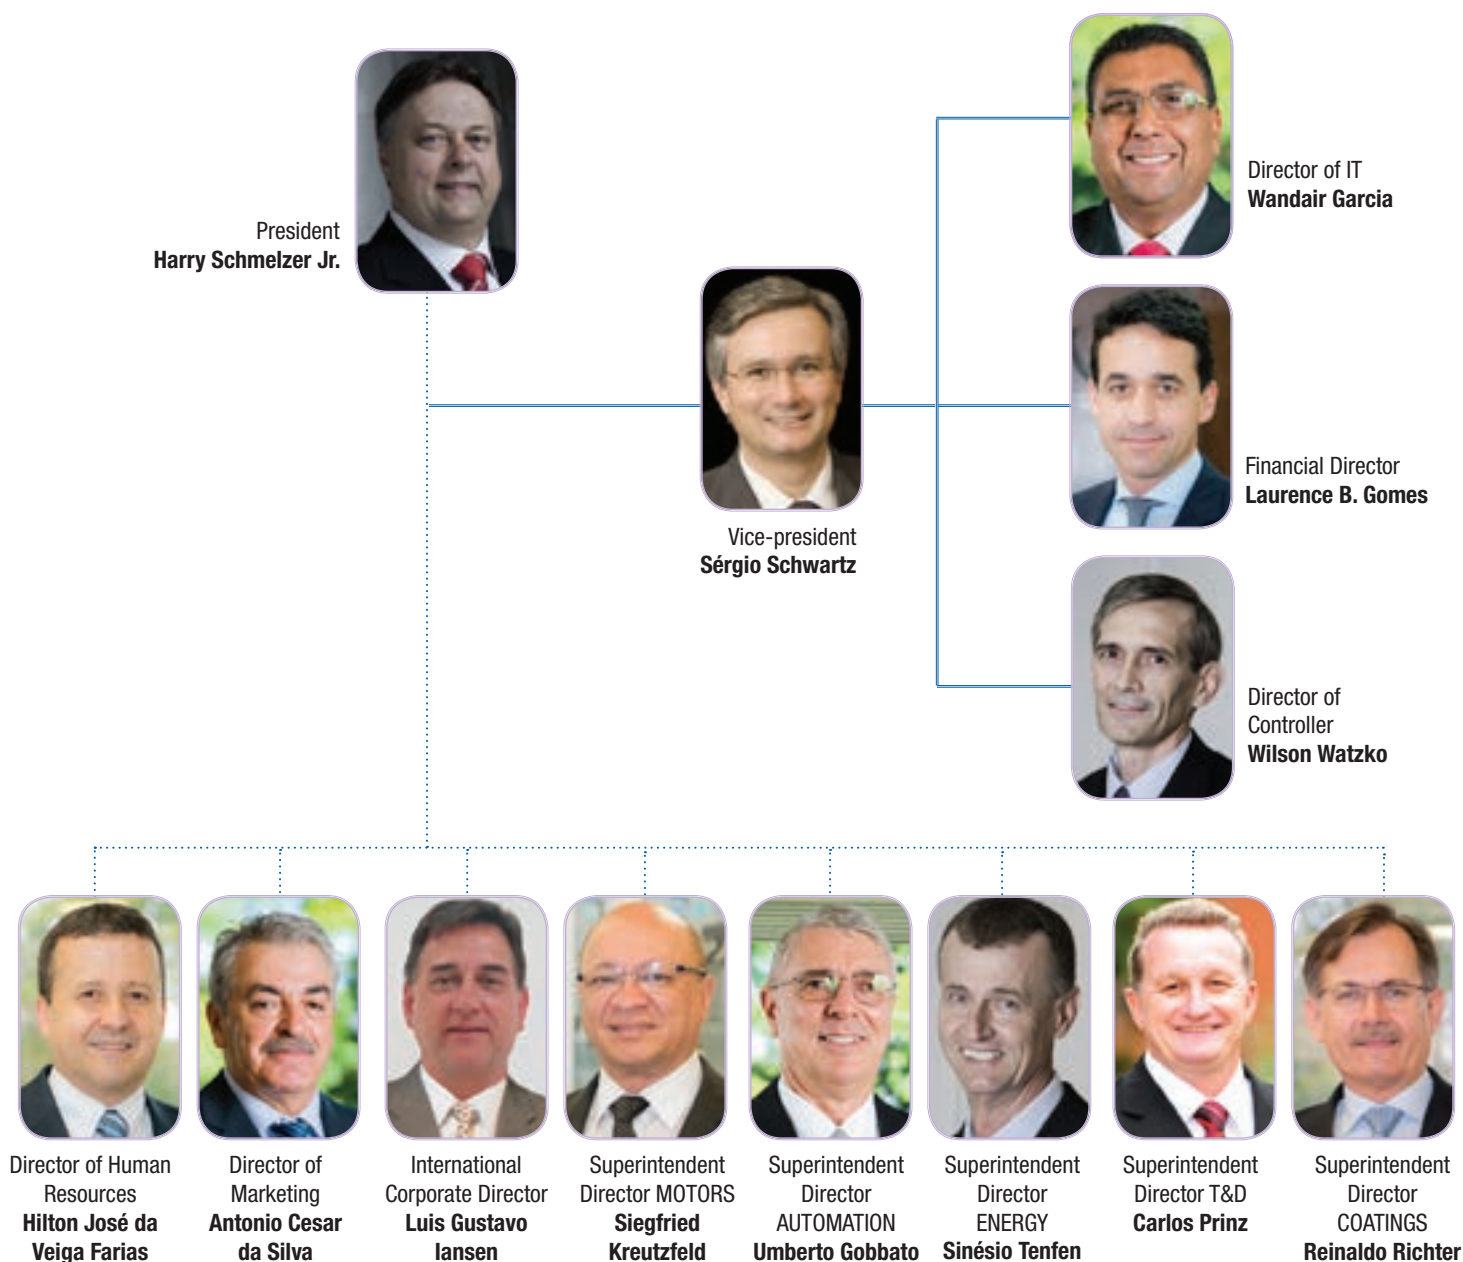 President
Harry Schmelzer Jr.
Director of IT
Wandair Garcia
Vice-president
Sérgio Schwartz
Financial Director
Laurence B. Gomes
Director of
Controller
Wilson Watzko
Director of Human
Resources
Hilton José da
Veiga Farias
Director of
Marketing
Antonio Cesar
da Silva
International
Corporate Director
Luis Gustavo
Iansen
Superintendent
Director MOTORS
Siegfried
Kreutzfeld
Superintendent
Director
AUTOMATION
Umberto Gobbato
Superintendent
Director
ENERGY
Sinésio Tenfen
Superintendent
Director T&D
Carlos Prinz
Superintendent
Director
COATINGS
Reinaldo Richter